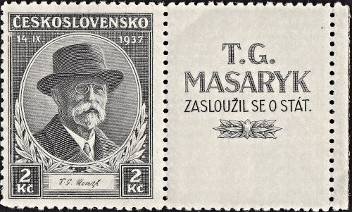 ČESKOSLOVENSKO
14.IX 1937
2 Kč 2 Kč
T.G.
MASARYK
ZASLOUŽIL SE O STÁT.